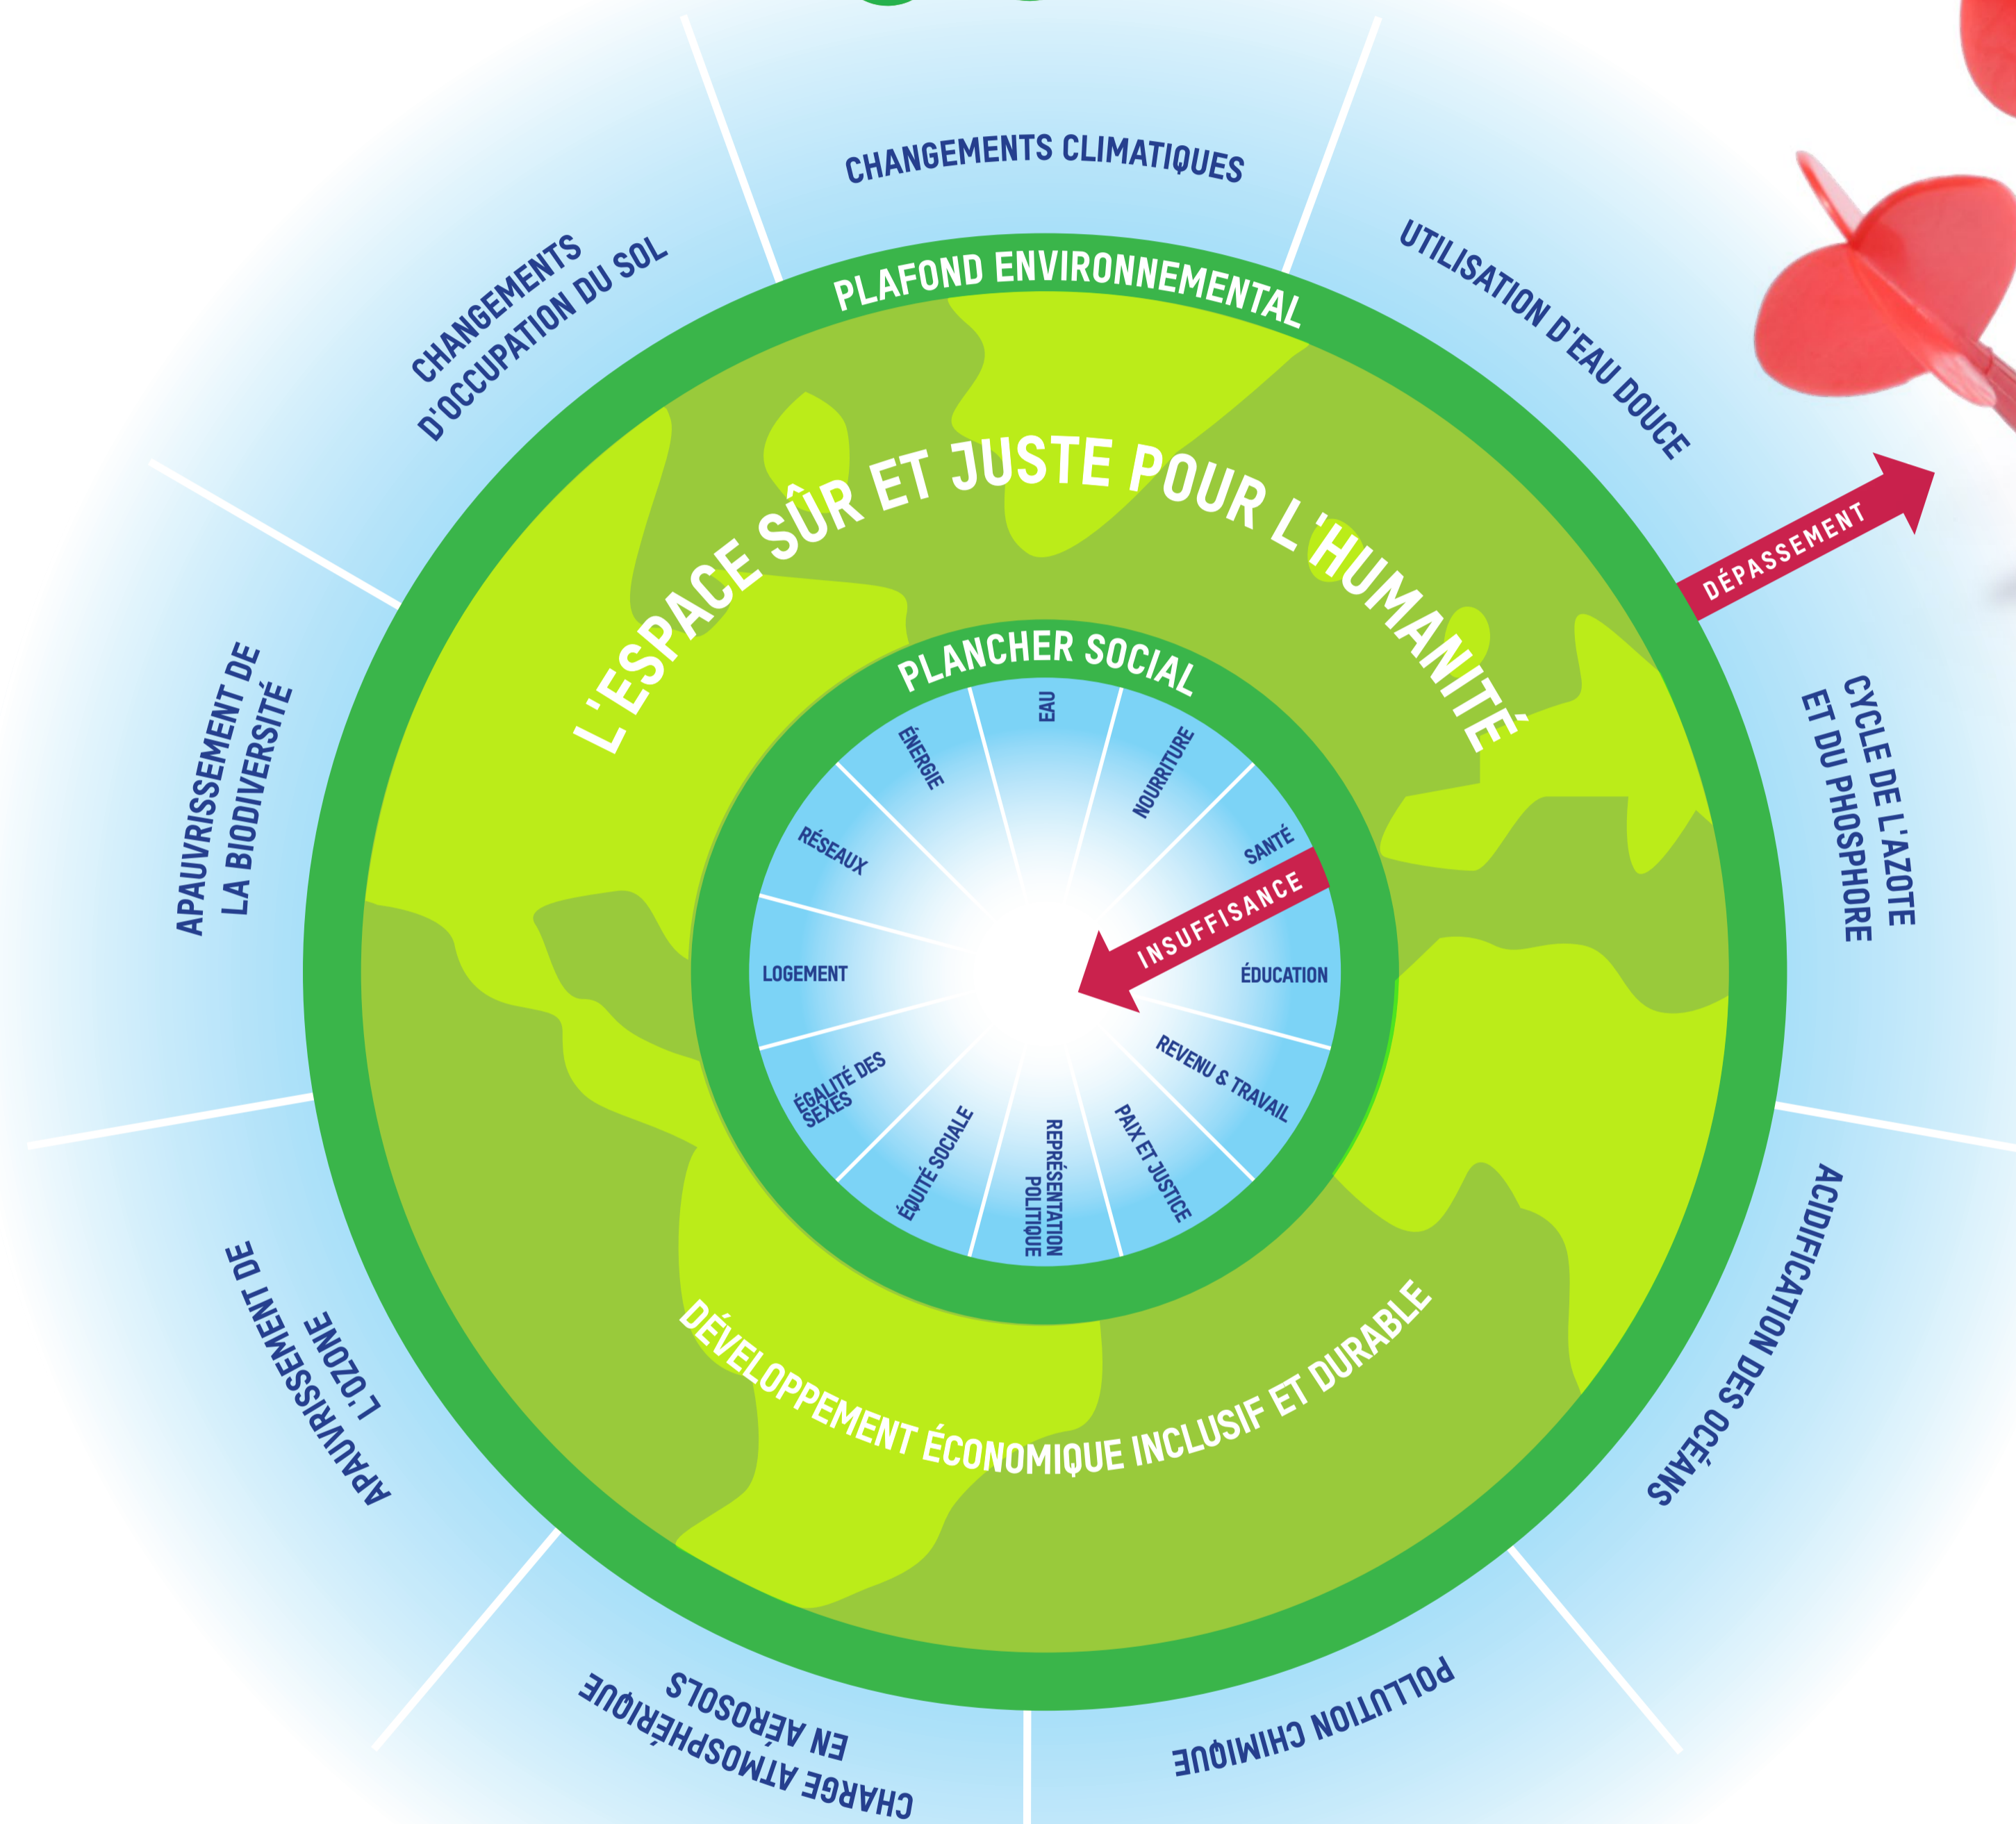 CHANGEMENTS CLIMATIQUES
UTILISATION D'EAU DOUCE
CYCLE DE L'AZOTE
ET DU PHOSPHORE
ACIDIFICATION DES OCÉANS
POLLUTION CHIMIQUE
CHARGE ATMOSPHÉRIQUE
EN AÉROSOLS
APAUVRISSEMENT DE
L'OZONE
APAUVRISSEMENT DE
LA BIODIVERSITÉ
CHANGEMENTS
D'OCCUPATION DU SOL
PLAFOND ENVIRONNEMENTAL
DÉPASSEMENT
L'ESPACE SÛR ET JUSTE POUR L'HUMANITÉ
PLANCHER SOCIAL
EAU
NOURRITURE
SANTÉ
INSUFFISANCE
ÉDUCATION
REVENU & TRAVAIL
PAIX ET JUSTICE
REPRÉSENTATION
POLITIQUE
ÉQUITÉ SOCIALE
ÉGALITÉ DES
SEXES
LOGEMENT
RÉSEAUX
ÉNERGIE
DÉVELOPPEMENT ÉCONOMIQUE INCLUSIF ET DURABLE